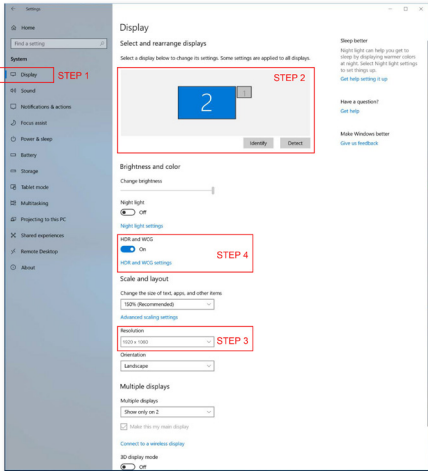 Settings
Home
Find a setting
System
Display
STEP 1
Sound
Notifications & actions
Focus assist
Power & sleep
Battery
Storage
Tablet mode
Multitasking
Projecting to this PC
Shared experiences
Remote Desktop
About
Display
Select and rearrange displays
Select a display below to change its settings. Some settings are applied to all displays.
STEP 2
1
2
Identify
Detect
Brightness and color
Change brightness
Night light
Off
Night light settings
HDR and WCG
On
STEP 4
HDR and WCG settings
Scale and layout
Change the size of text, apps, and other items
150% (Recommended)
Advanced scaling settings
Resolution
1920 x 1080
STEP 3
Orientation
Landscape
Multiple displays
Multiple displays
Show only on 2
Make this my main display
Connect to a wireless display
3D display mode
Off
Sleep better
Night light can help you get to
sleep by displaying warmer colors
at night. Select Night light settings
to set things up.
Get help setting it up
Have a question?
Get help
Make Windows better
Give us feedback